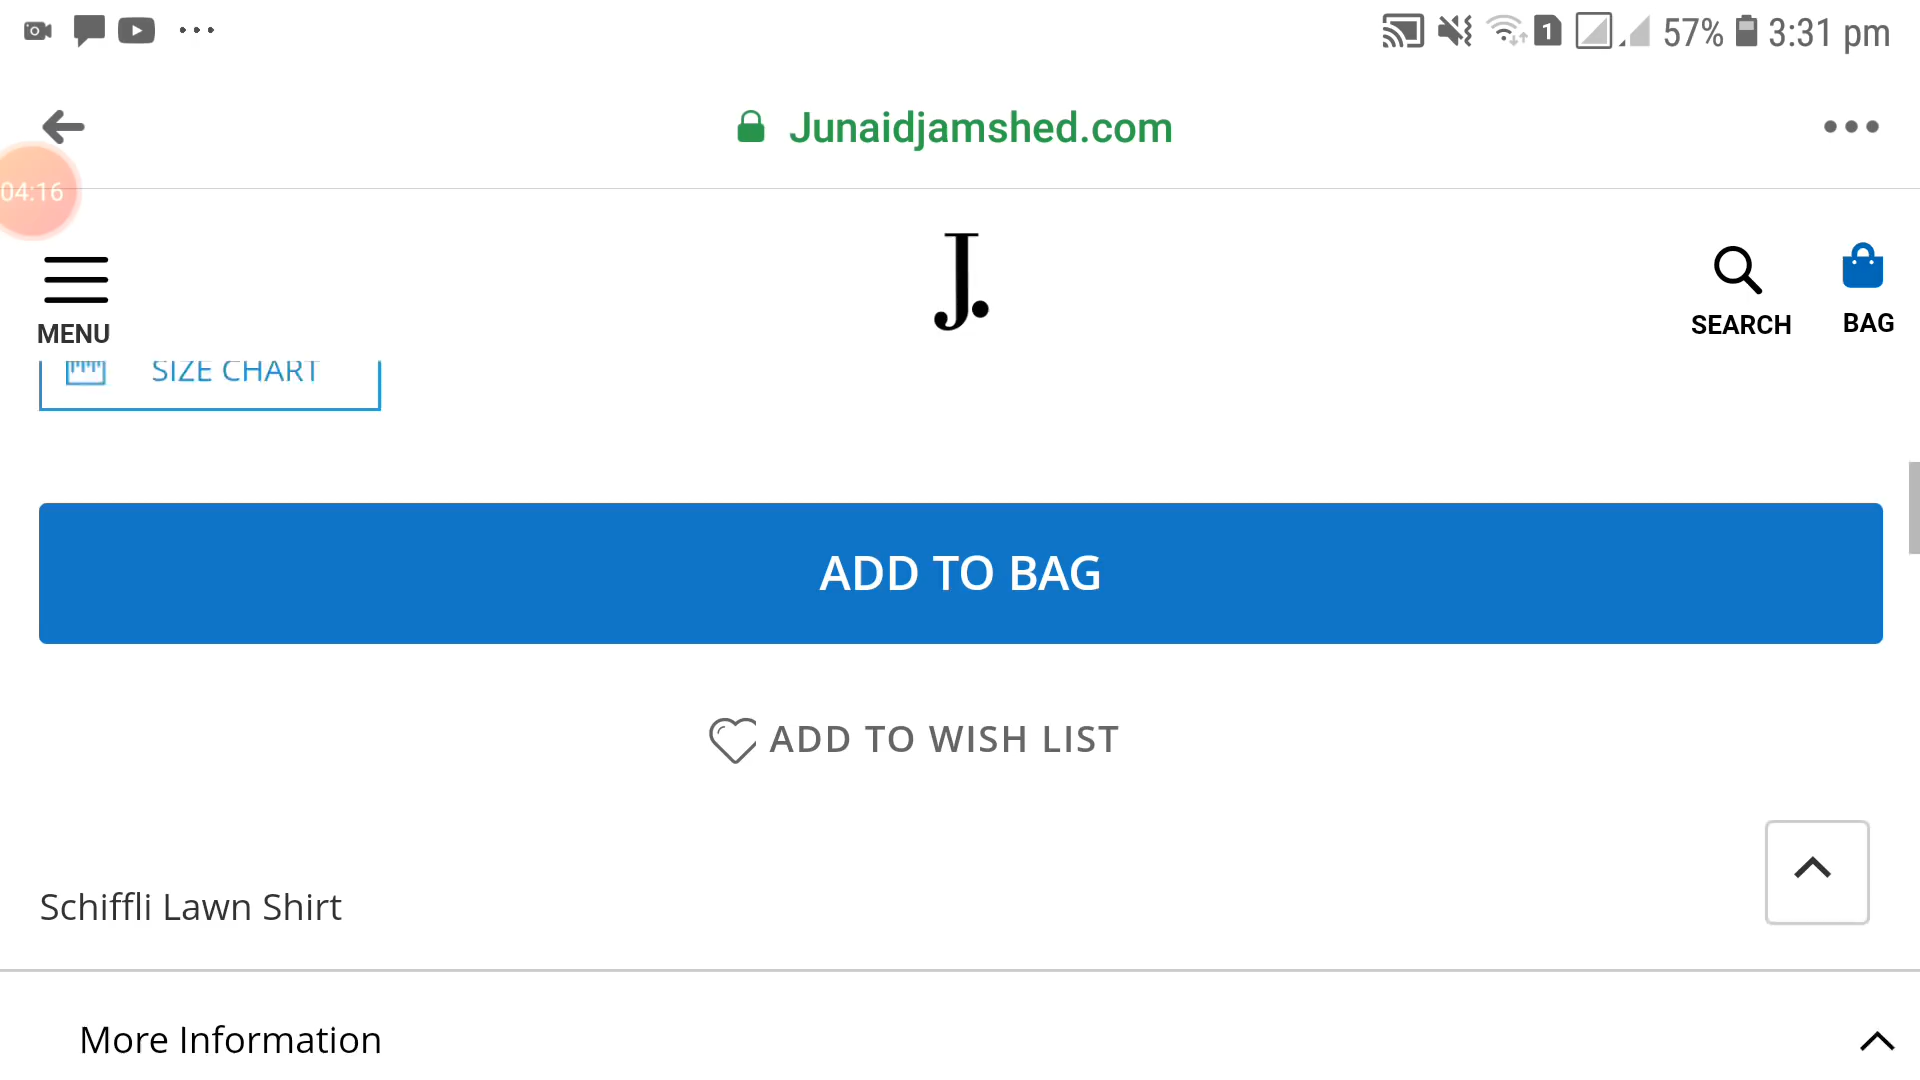 57% 3:31 pm
Junaidjamshed.com
04:16
J.
MENU
SEARCH
BAG
SIZE CHART
ADD TO BAG
ADD TO WISH LIST
Schiffli Lawn Shirt
More Information